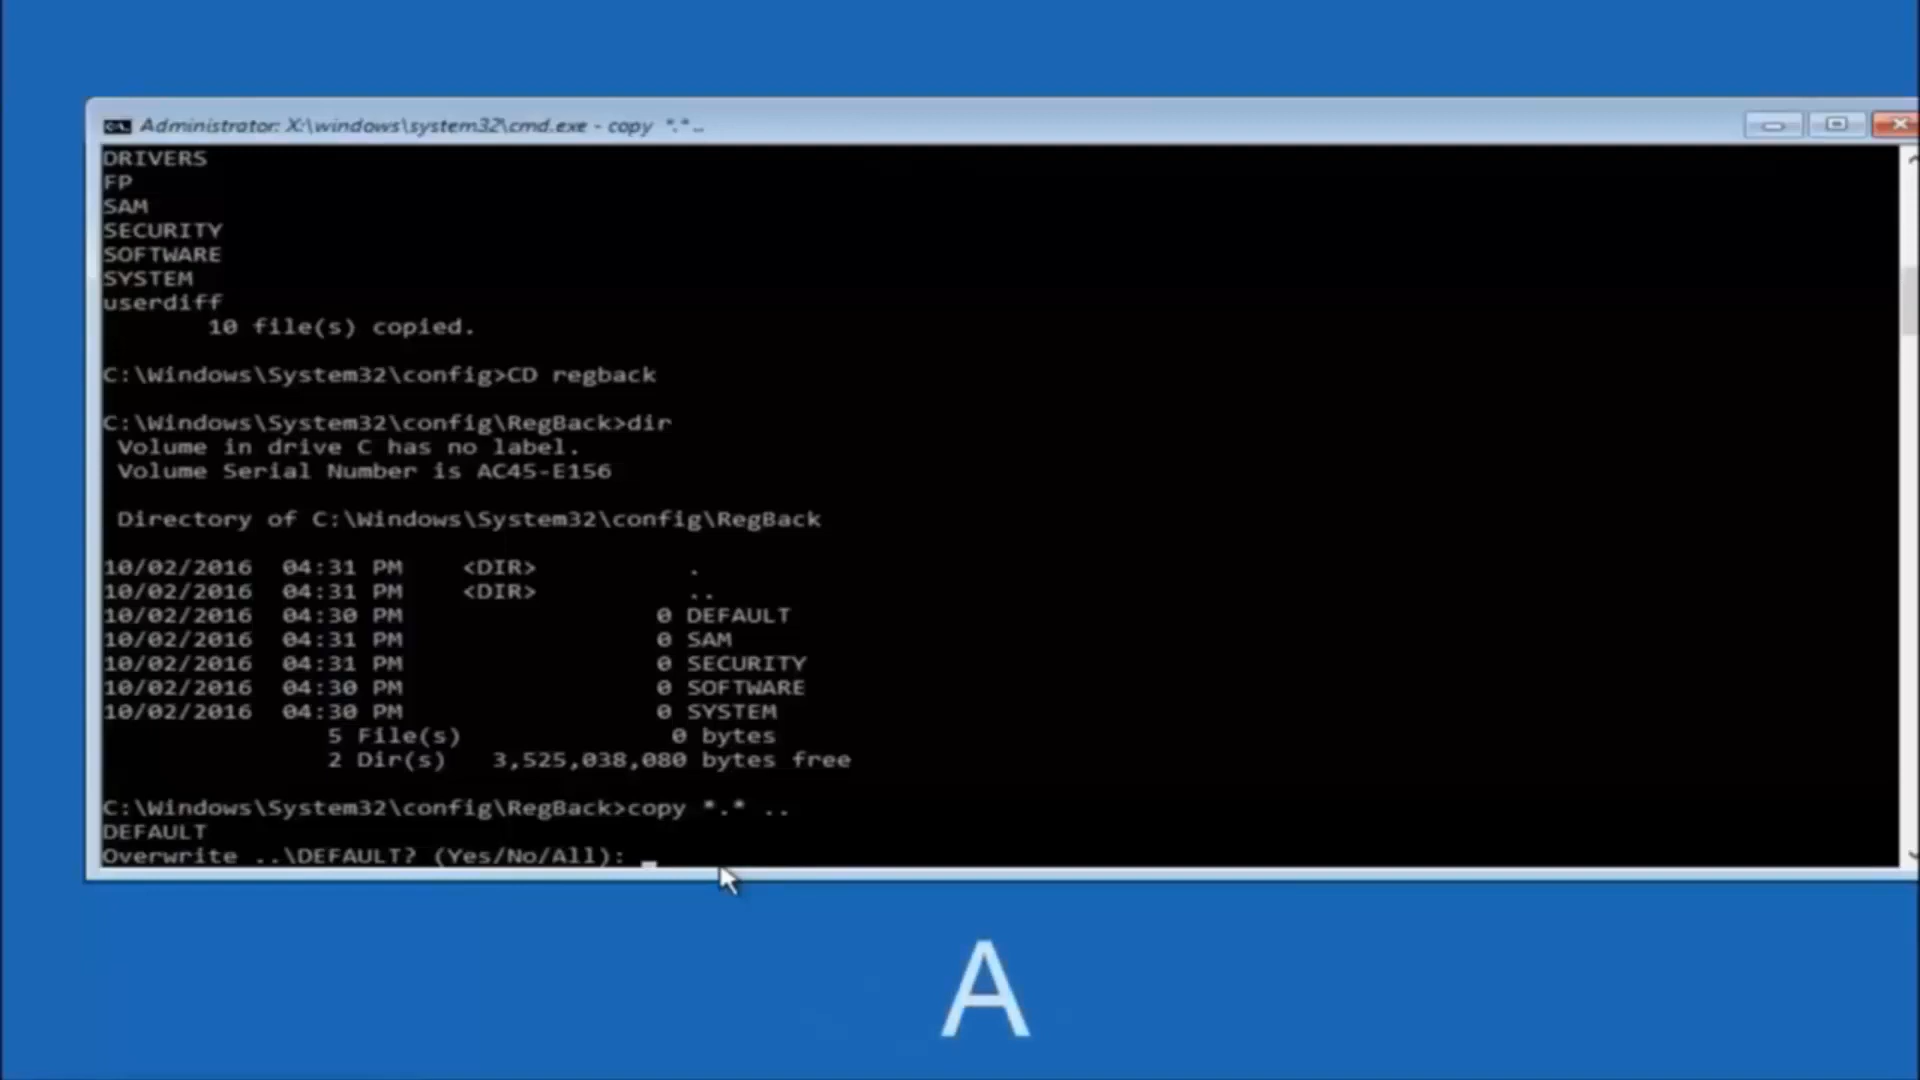 Administrator: X:\windows\system32\cmd.exe - copy *.* ..
DRIVERS
FP
SAM
SECURITY
SOFTWARE
SYSTEM
userdiff
10 file(s) copied.
C:\Windows\System32\config>CD regback
C:\Windows\System32\config\RegBack>dir
Volume in drive C has no label.
Volume Serial Number is AC45-E156
Directory of C:\Windows\System32\config\RegBack
10/02/2016 04:31 PM <DIR> .
10/02/2016 04:31 PM <DIR> ..
10/02/2016 04:30 PM 0 DEFAULT
10/02/2016 04:31 PM 0 SAM
10/02/2016 04:31 PM 0 SECURITY
10/02/2016 04:30 PM 0 SOFTWARE
10/02/2016 04:30 PM 0 SYSTEM
5 File(s) 0 bytes
2 Dir(s) 3,525,038,080 bytes free
C:\Windows\System32\config\RegBack>copy *.* ..
DEFAULT
Overwrite ..\DEFAULT? (Yes/No/All): _
A